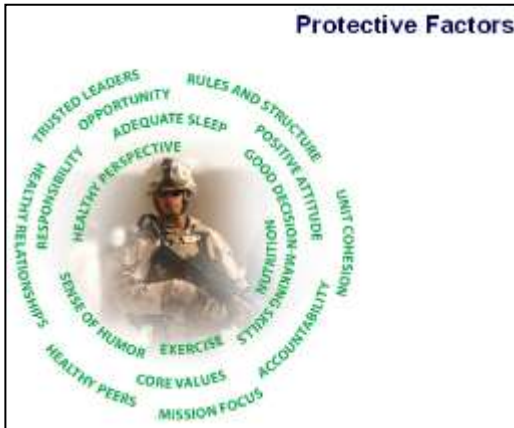 Protective Factors
TRUSTED LEADERS
RULES AND STRUCTURE
OPPORTUNITY
ADEQUATE SLEEP
POSITIVE ATTITUDE
HEALTHY PERSPECTIVE
GOOD DECISION-MAKING SKILLS
RESPONSIBILITY
HEALTHY RELATIONSHIPS
UNIT COHESION
NUTRITION
SENSE OF HUMOR
EXERCISE
ACCOUNTABILITY
HEALTHY PEERS
CORE VALUES
MISSION FOCUS